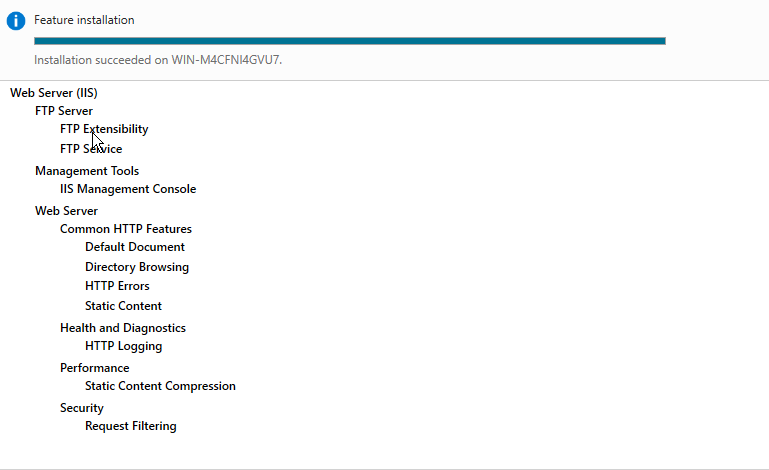 Feature installation
Installation succeeded on WIN-M4CFNI4GVU7.
Web Server (IIS)
FTP Server
FTP Extensibility
FTP Service
Management Tools
IIS Management Console
Web Server
Common HTTP Features
Default Document
Directory Browsing
HTTP Errors
Static Content
Health and Diagnostics
HTTP Logging
Performance
Static Content Compression
Security
Request Filtering